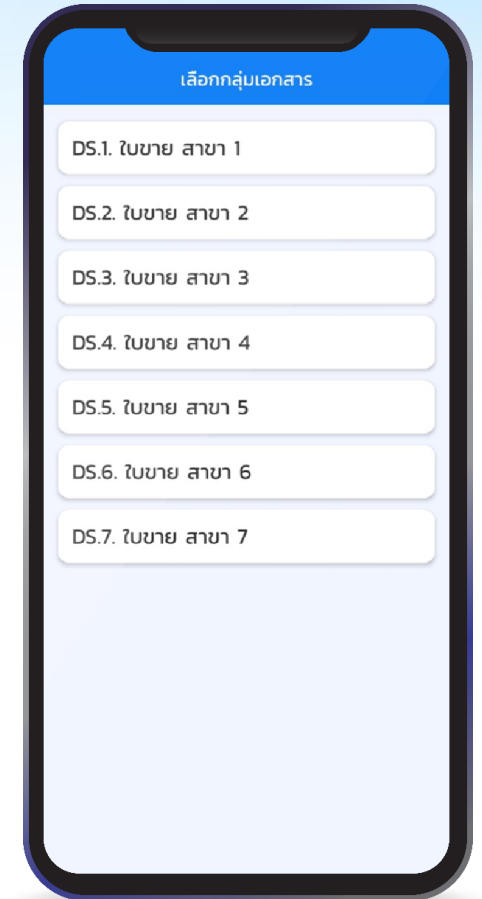 เลือกกลุ่มเอกสาร
DS.1. ใบขาย สาขา 1
DS.2. ใบขาย สาขา 2
DS.3. ใบขาย สาขา 3
DS.4. ใบขาย สาขา 4
DS.5. ใบขาย สาขา 5
DS.6. ใบขาย สาขา 6
DS.7. ใบขาย สาขา 7